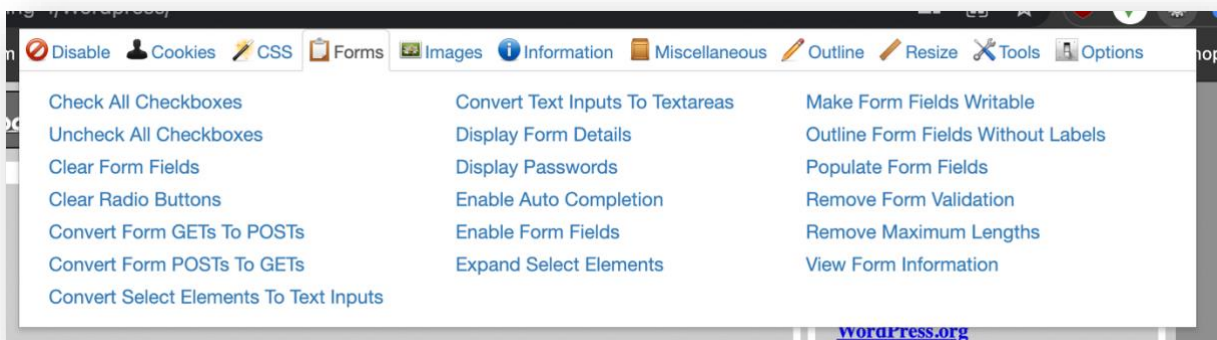 Disable Cookies CSS Forms Images Information Miscellaneous Outline Resize Tools Options
Check All Checkboxes
Uncheck All Checkboxes
Clear Form Fields
Clear Radio Buttons
Convert Form GETs To POSTs
Convert Form POSTs To GETs
Convert Select Elements To Text Inputs
Convert Text Inputs To Textareas
Display Form Details
Display Passwords
Enable Auto Completion
Enable Form Fields
Expand Select Elements
Make Form Fields Writable
Outline Form Fields Without Labels
Populate Form Fields
Remove Form Validation
Remove Maximum Lengths
View Form Information
WordPress.org